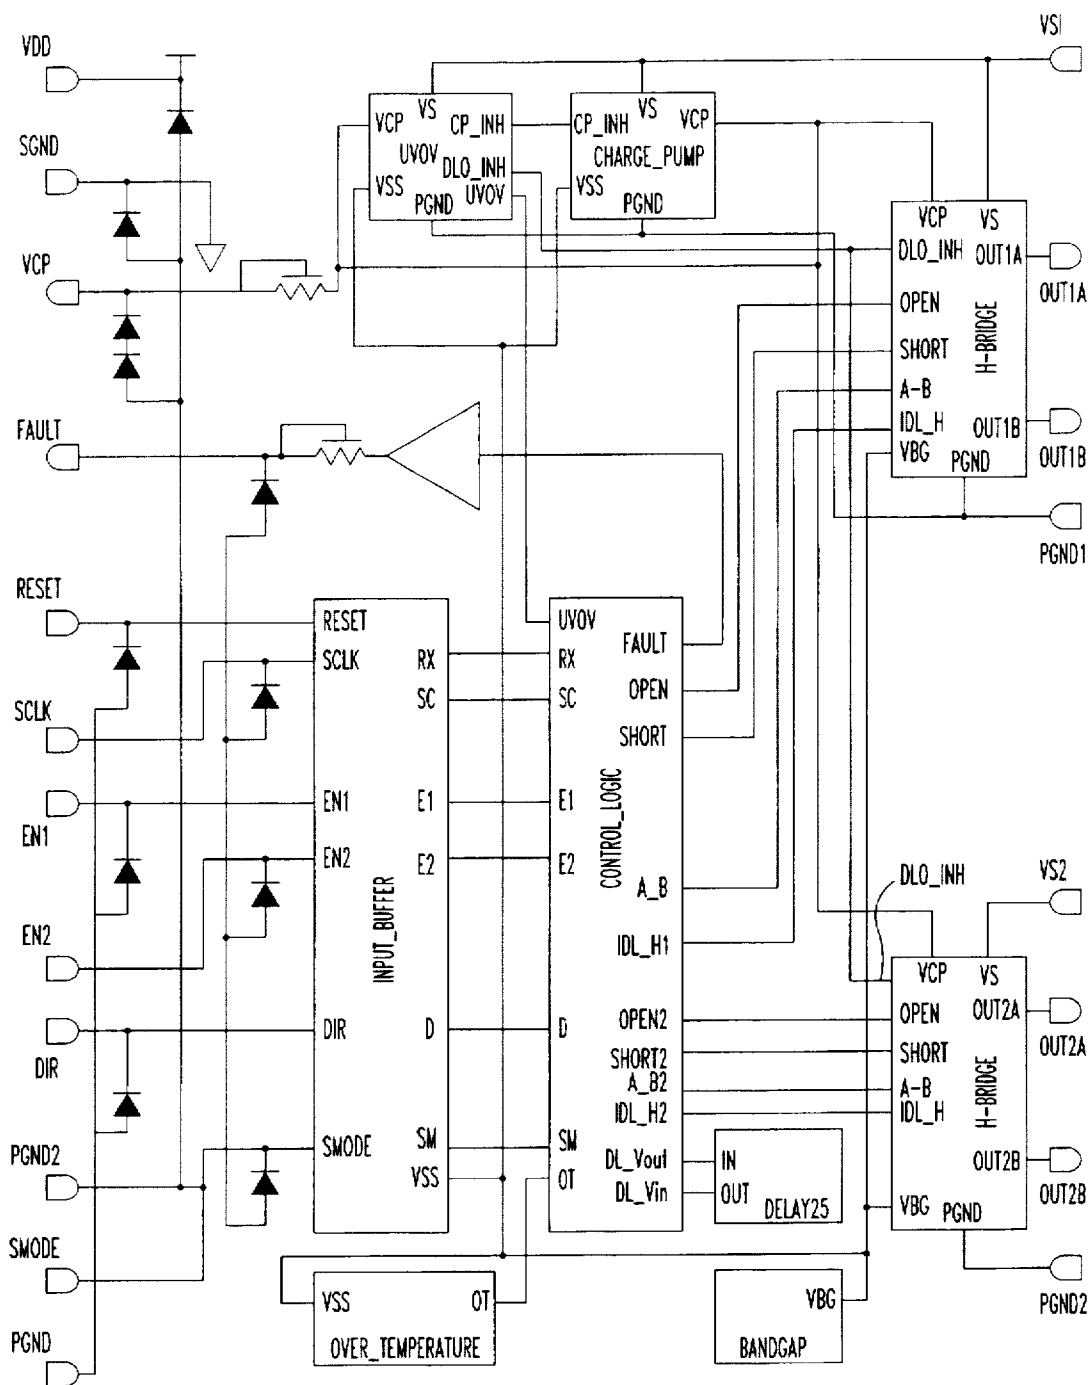 VDD
SGND
VCP
FAULT
RESET
SCLK
EN1
EN2
DIR
PGND2
SMODE
PGND
VCP
VS
CP_INH
UVOV
DLO_INH
VSS
UVOV
PGND
CP_INH
VS
VCP
CHARGE_PUMP
VSS
PGND
VS1
VCP
VS
DLO_INH
OUT1A
OPEN
SHORT
H-BRIDGE
A-B
IDL_H
OUT1B
VBG
PGND
OUT1A
OUT1B
PGND1
RESET
SCLK
RX
SC
EN1
E1
EN2
E2
INPUT_BUFFER
DIR
D
SMODE
SM
VSS
UVOV
FAULT
RX
OPEN
SC
SHORT
E1
CONTROL_LOGIC
E2
A_B
IDL_H1
OPEN2
D
SHORT2
A_B2
IDL_H2
SM
DL_Vout
OT
DL_Vin
IN
OUT
DELAY25
DLO_INH
VS2
VCP
VS
OPEN
OUT2A
SHORT
H-BRIDGE
A-B
IDL_H
OUT2B
VBG
PGND
OUT2A
OUT2B
PGND2
VSS
OT
OVER_TEMPERATURE
VBG
BANDGAP